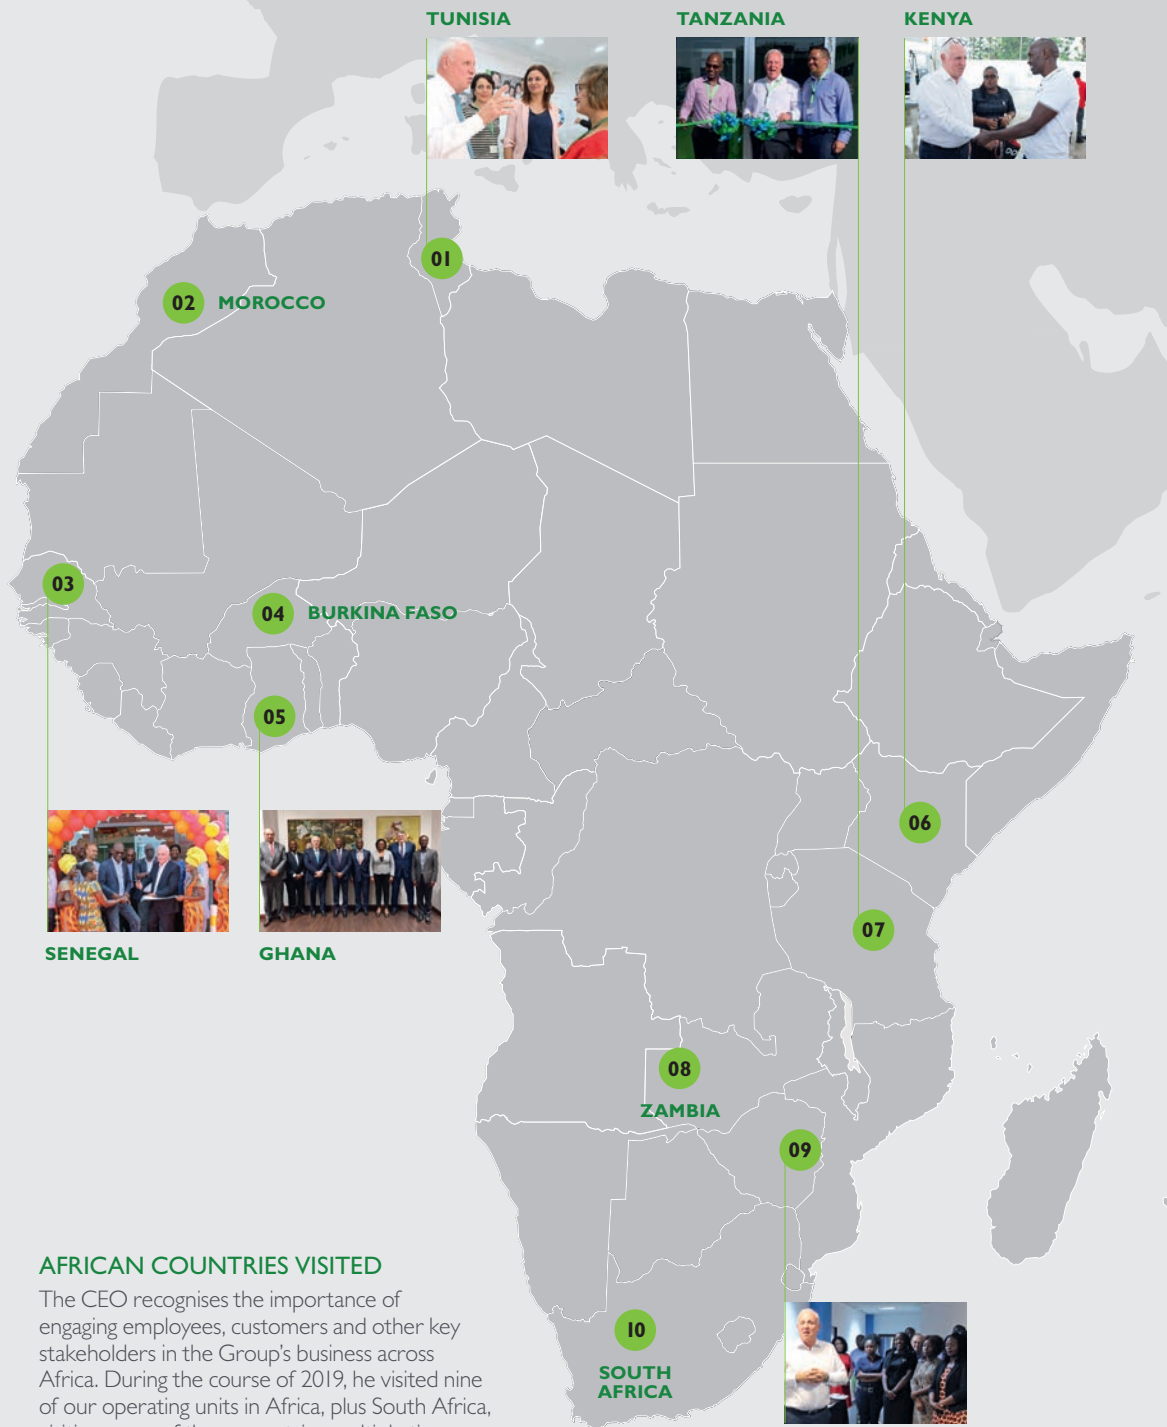 TUNISIA
TANZANIA
KENYA
01
02
MOROCCO
03
04
BURKINA FASO
05
06
SENEGAL
GHANA
07
08
ZAMBIA
09
AFRICAN COUNTRIES VISITED
The CEO recognises the importance of
engaging employees, customers and other key
stakeholders in the Group's business across
Africa. During the course of 2019, he visited nine
of our operating units in Africa, plus South Africa,
10
SOUTH
AFRICA